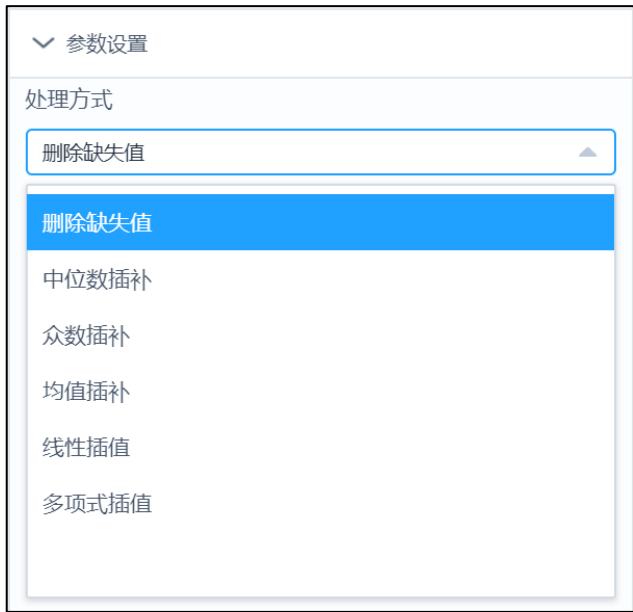 参数设置
处理方式
删除缺失值
删除缺失值
中位数插补
众数插补
均值插补
线性插值
多项式插值